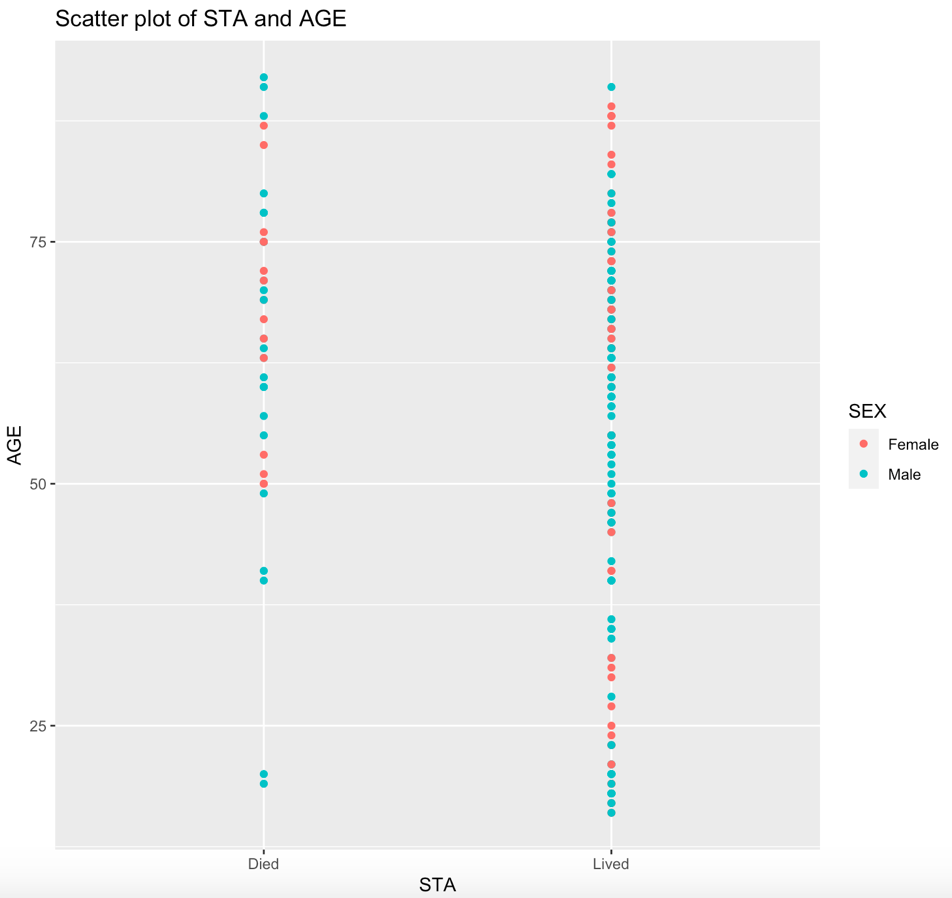 Scatter plot of STA and AGE
75
50
25
AGE
Died
Lived
STA
SEX
Female
Male